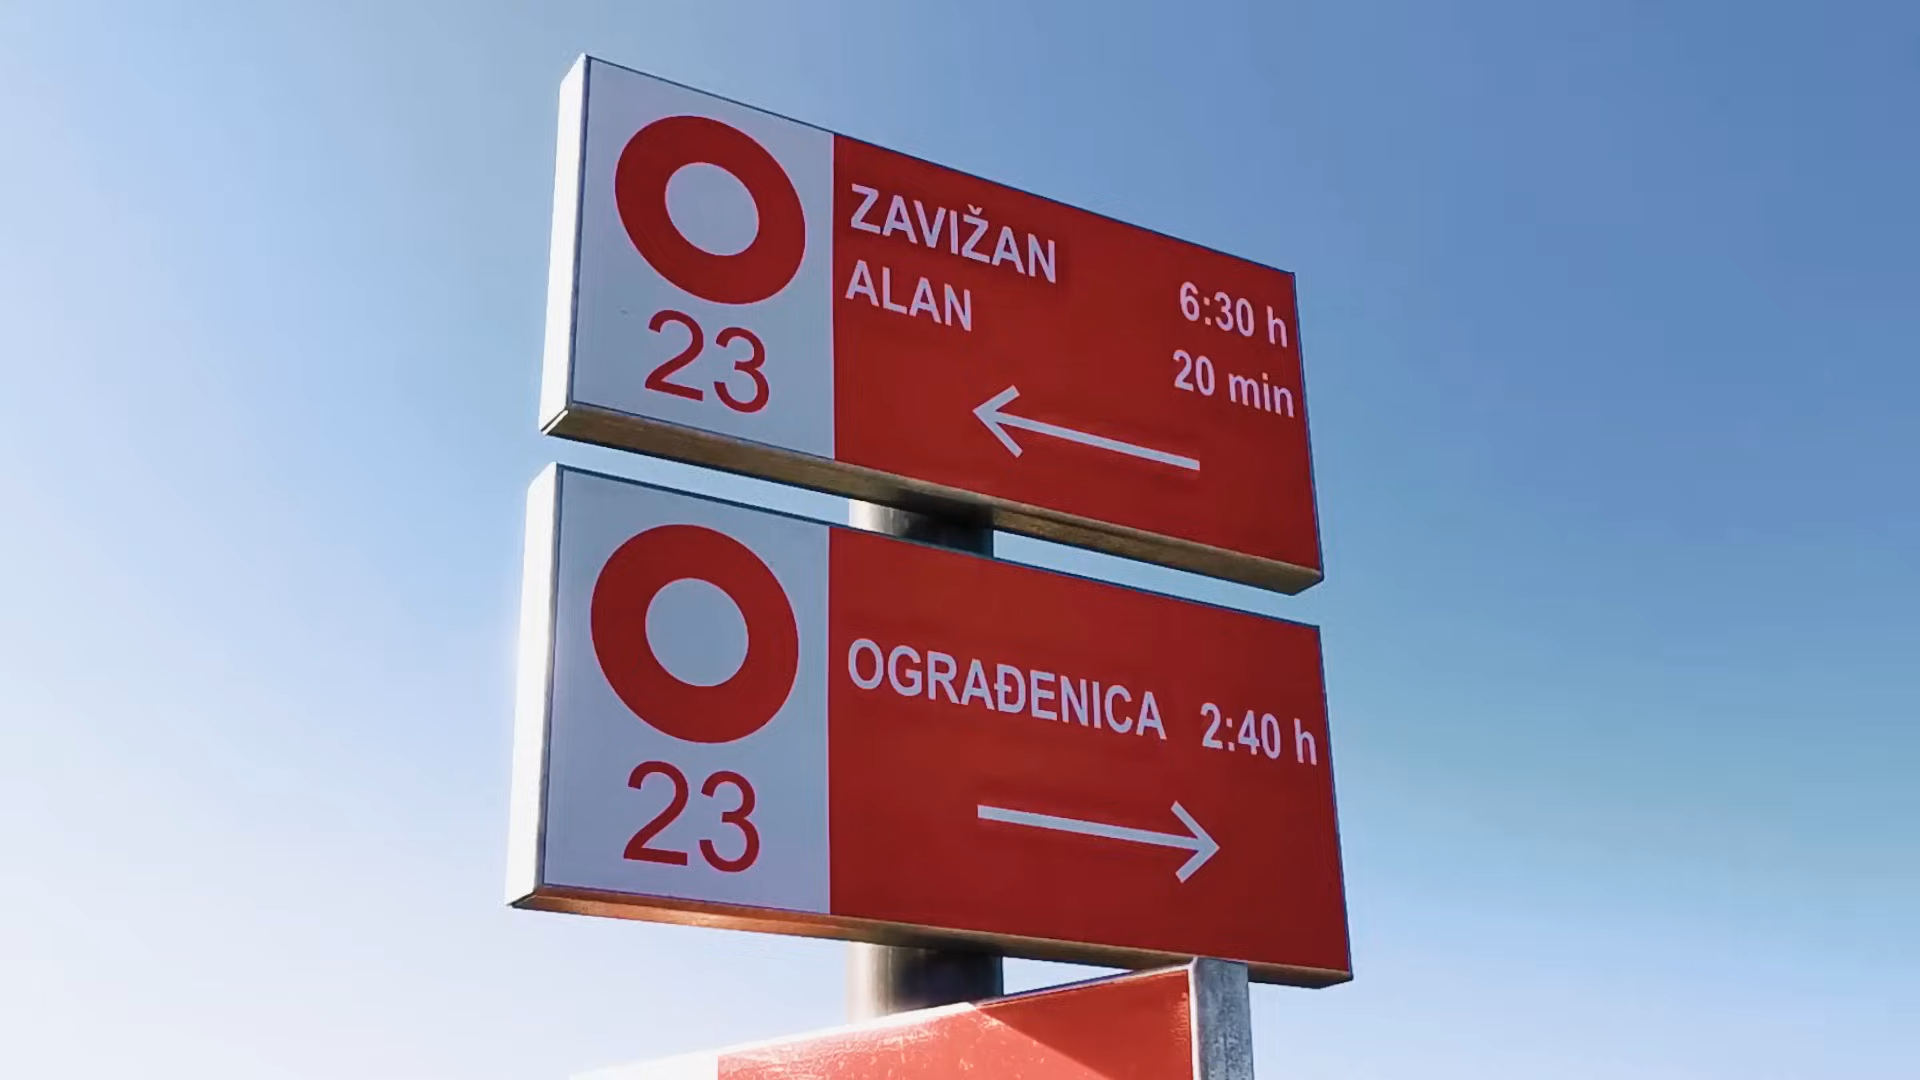 23
ZAVIŽAN 6:30 h
ALAN 20 min
23
OGRAĐENICA 2:40 h